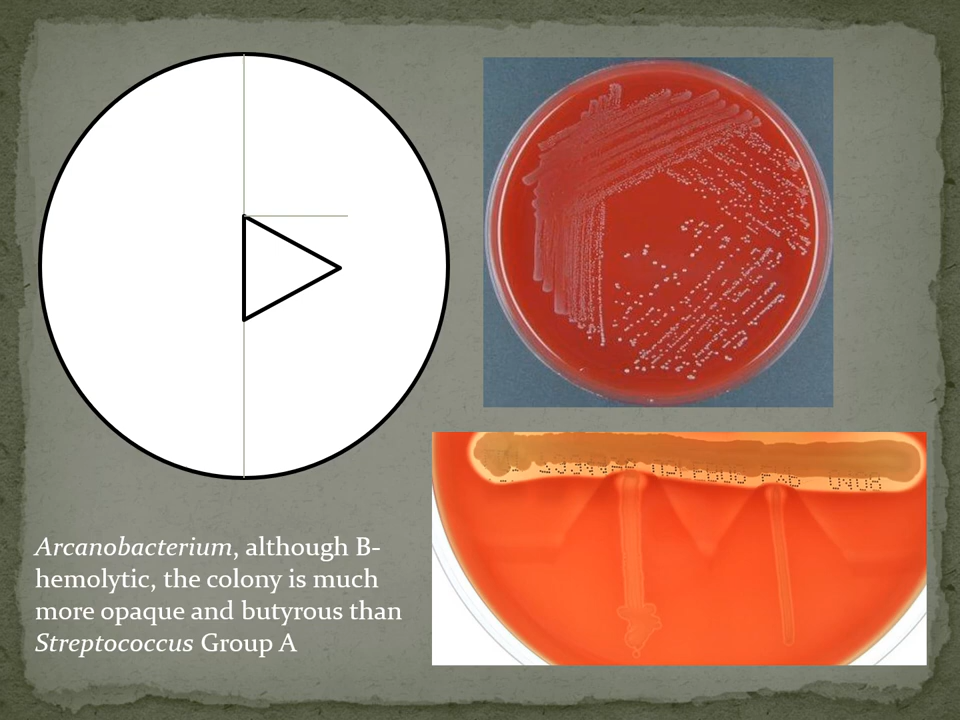 Arcanobacterium, although B-
hemolytic, the colony is much
more opaque and butyrous than
Streptococcus Group A